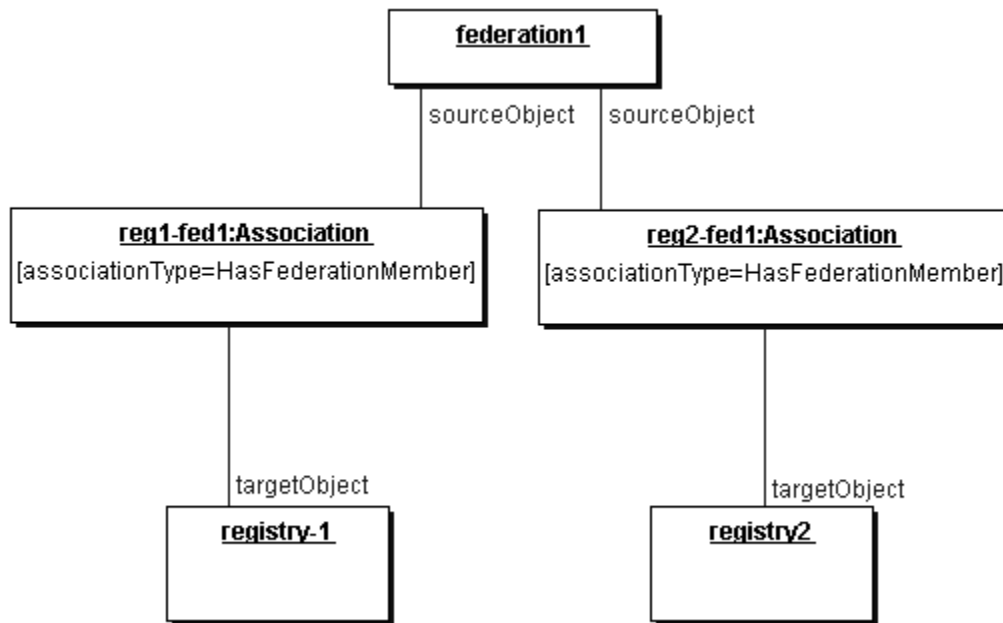 federation1
sourceObject
sourceObject
reg1-fed1:Association
[associationType=HasFederationMember]
reg2-fed1:Association
[associationType=HasFederationMember]
targetObject
targetObject
registry-1
registry2